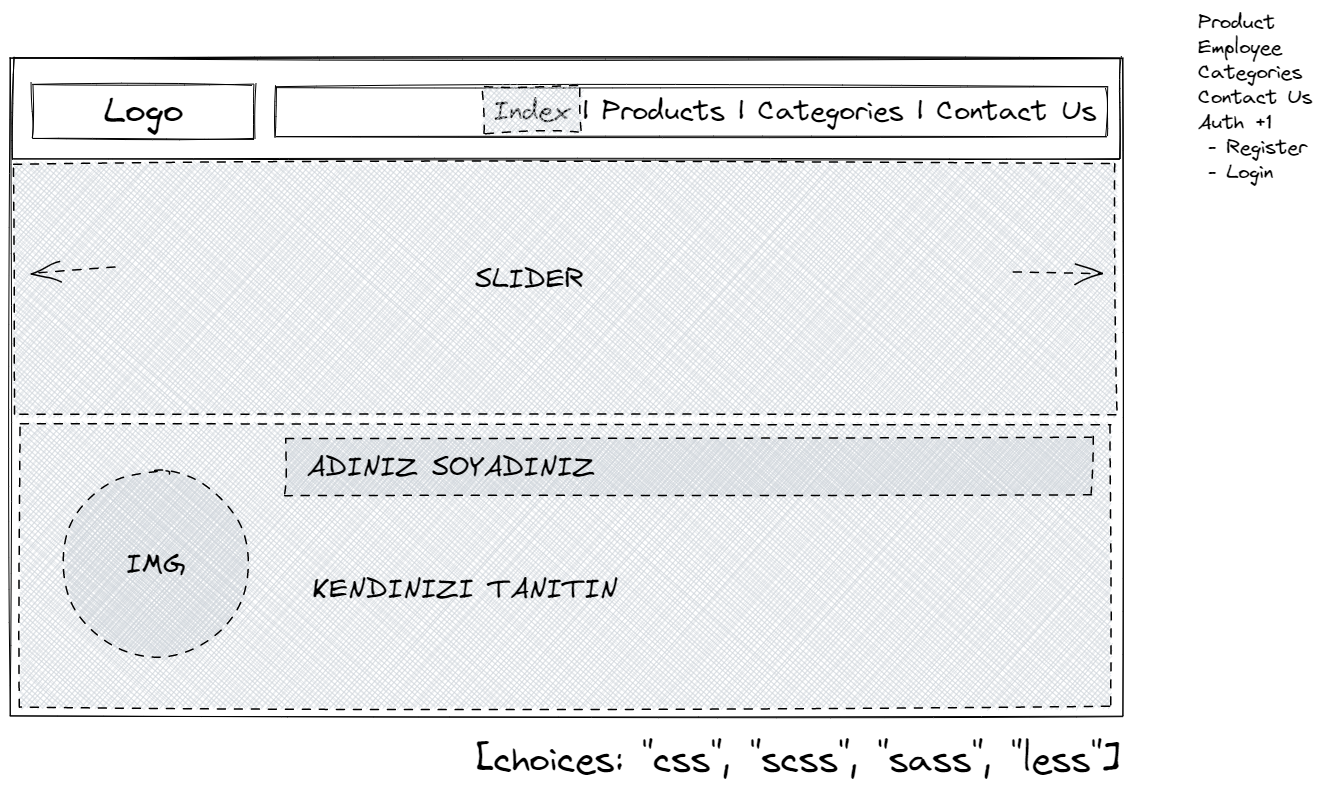 Product
Employee
Categories
Contact Us
Auth +1
- Register
- Login
Logo
Index | Products | Categories | Contact Us
SLIDER
ADINIZ SOYADINIZ
IMG
KENDINIZI TANITIN
[choices: "css", "scss", "sass", "less"]